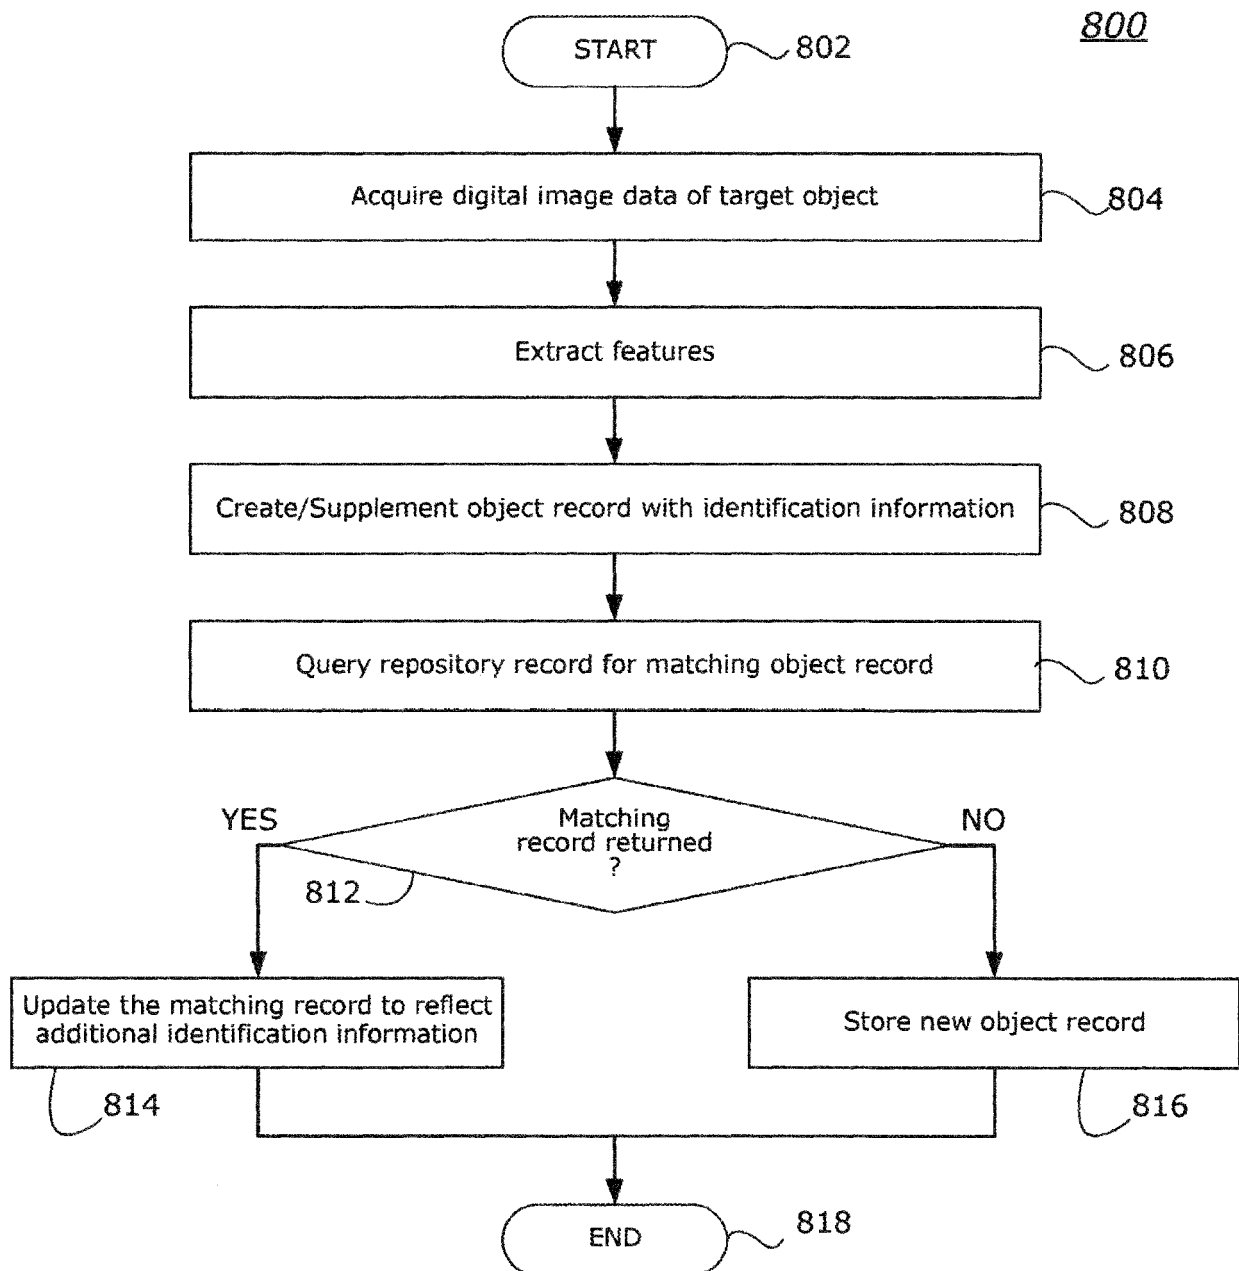 800
START
802
Acquire digital image data of target object
804
Extract features
806
Create/Supplement object record with identification information
808
Query repository record for matching object record
810
YES
Matching
record returned
?
NO
812
Update the matching record to reflect
additional identification information
Store new object record
814
816
END
818